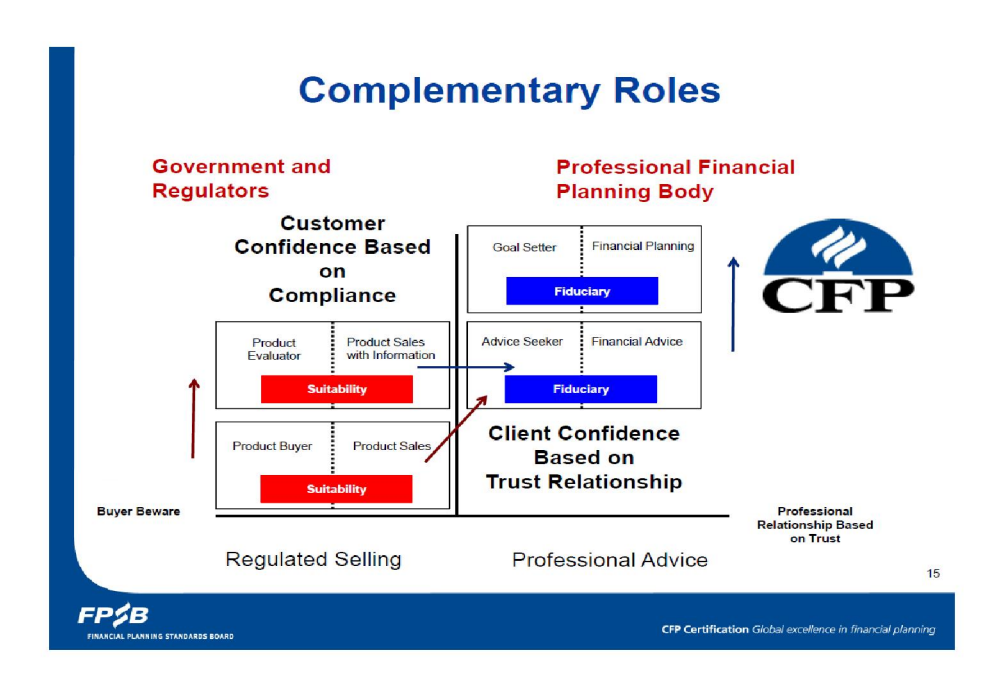 Complementary Roles
Government and
Regulators
Professional Financial
Planning Body
Customer
Confidence Based
on
Compliance
Goal Setter
Financial Planning
Fiduciary
CFP
Product
Evaluator
Product Sales
with Information
Suitability
Advice Seeker
Financial Advice
Fiduciary
Product Buyer
Product Sales
Suitability
Client Confidence
Based on
Trust Relationship
Buyer Beware
Professional
Relationship Based
on Trust
Regulated Selling
Professional Advice
15
FPSB
FINANCIAL PLANNING STANDARDS BOARD
CFP Certification Global excellence in financial planning